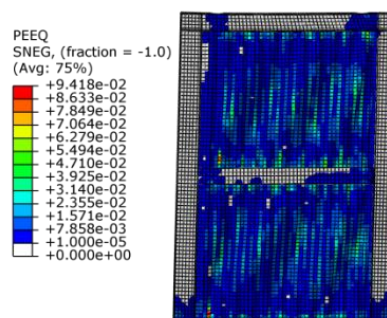 PEEQ
SNEG, (fraction = -1.0)
(Avg: 75%)
+9.418e-02
+8.633e-02
+7.849e-02
+7.064e-02
+6.279e-02
+5.494e-02
+4.710e-02
+3.925e-02
+3.140e-02
+2.355e-02
+1.571e-02
+7.858e-03
+1.000e-05
+0.000e+00